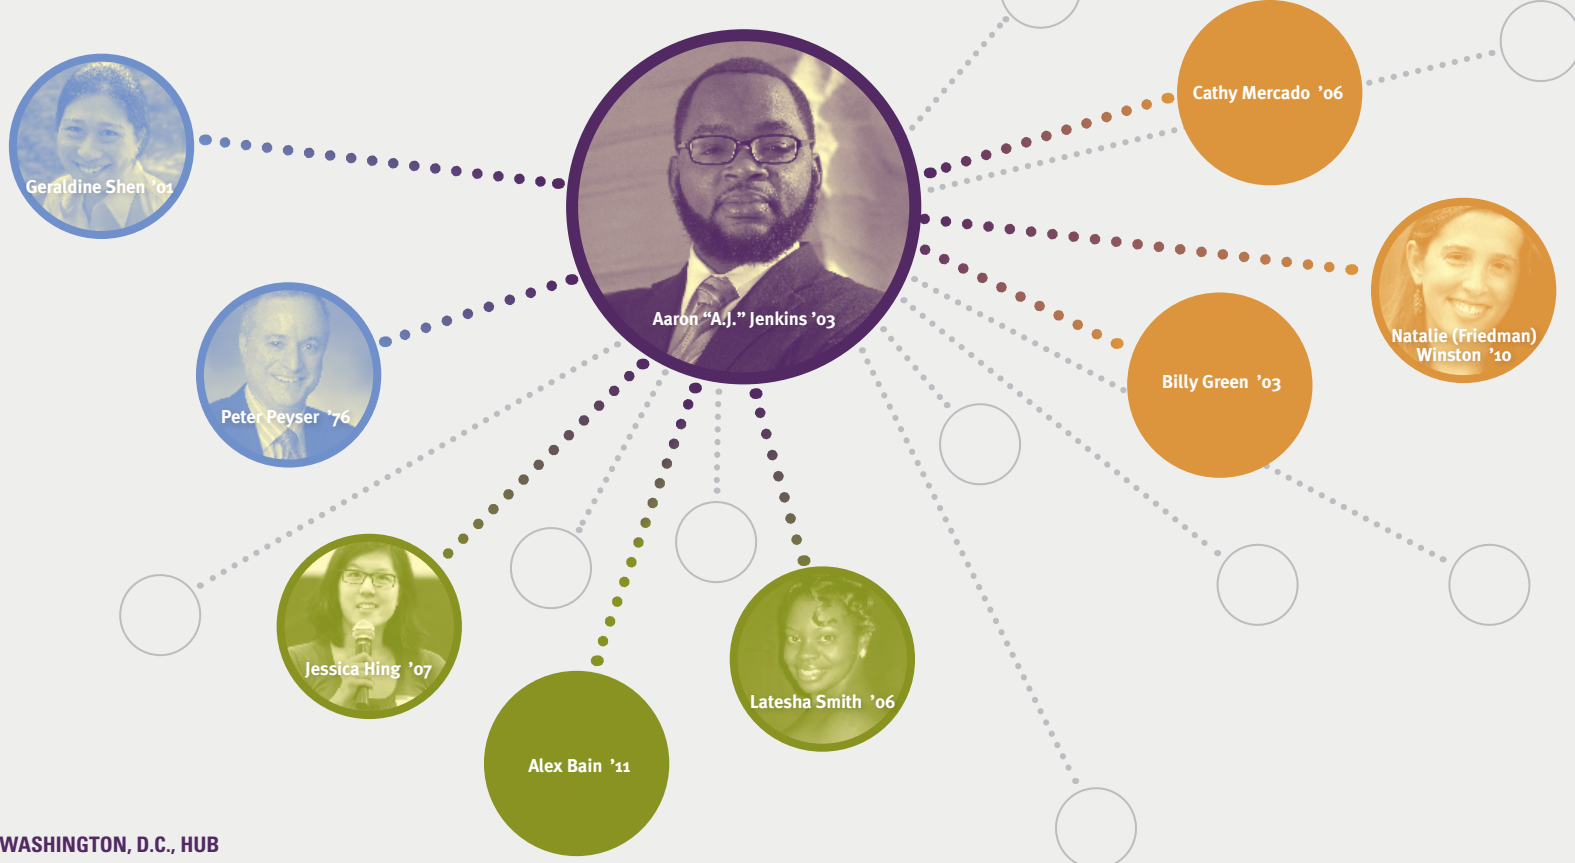 Cathy Mercado ’06
Geraldine Shen ’01
Aaron “A.J.” Jenkins ’03
Natalie (Friedman)
Winston ’10
Billy Green ’03
Peter Peyser ’76
Jessica Hing ’07
Latesha Smith ’06
Alex Bain ’11
WASHINGTON, D.C., HUB